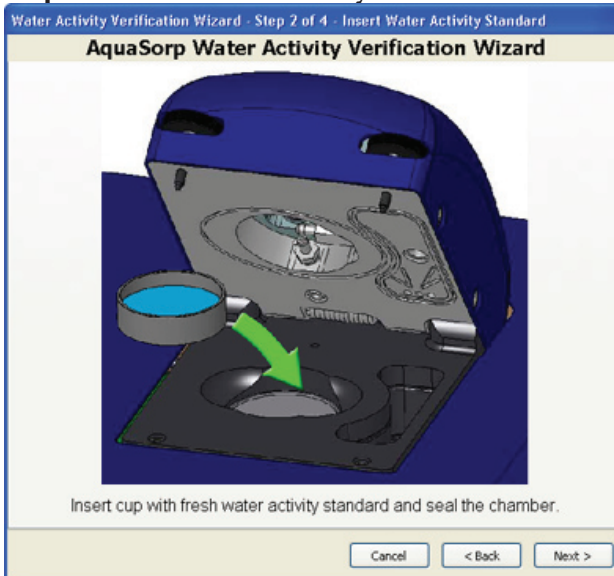 Water Activity Verification Wizard - Step 2 of 4 - Insert Water Activity Standard
AquaSorp Water Activity Verification Wizard
Insert cup with fresh water activity standard and seal the chamber.
Cancel
< Back
Next >